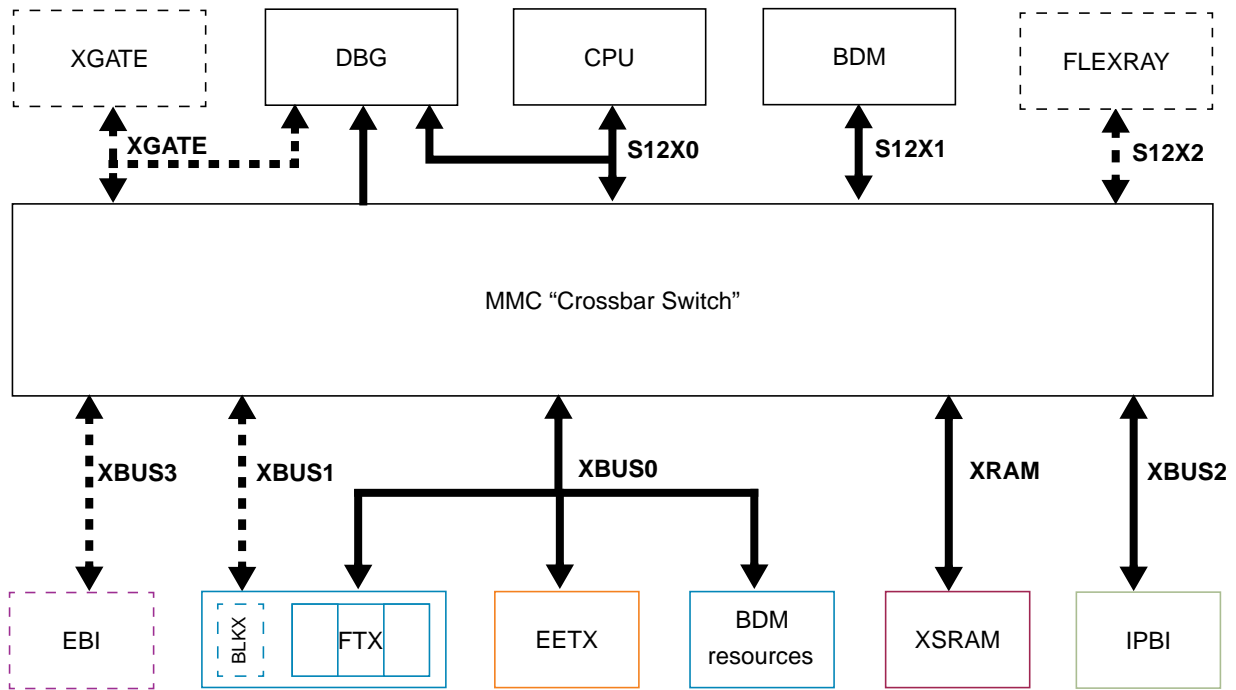 XGATE
DBG
CPU
BDM
FLEXRAY
XGATE
S12X0
S12X1
S12X2
MMC “Crossbar Switch”
XBUS3
XBUS1
XBUS0
XRAM
XBUS2
EBI
BLKX
FTX
EETX
BDM
resources
XSRAM
IPBI